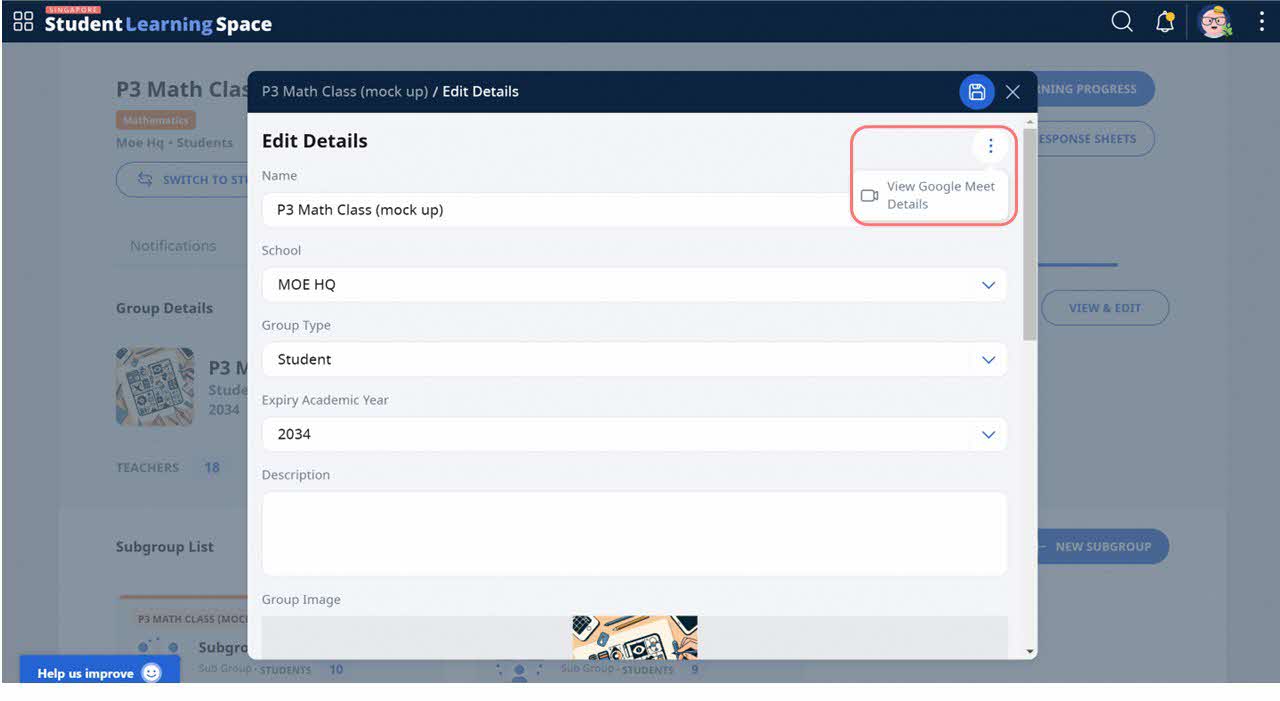 SINGAPORE
Student Learning Space
P3 Math Clas
P3 Math Class (mock up) / Edit Details
RNING PROGRESS
Mathematics
Edit Details
Moe Hq • Students
ESPONSE SHEETS
Name
View Google Meet
Details
SWITCH TO ST
P3 Math Class (mock up)
Notifications
School
MOE HQ
Group Details
VIEW & EDIT
Group Type
Student
P3 M
Stude
2034
Expiry Academic Year
2034
TEACHERS 18
Description
Subgroup List
NEW SUBGROUP
Group Image
P3 MATH CLASS (MOC
Subgro
Sub Group • STUDENTS 10
Sub Group • STUDENTS 9
Help us improve